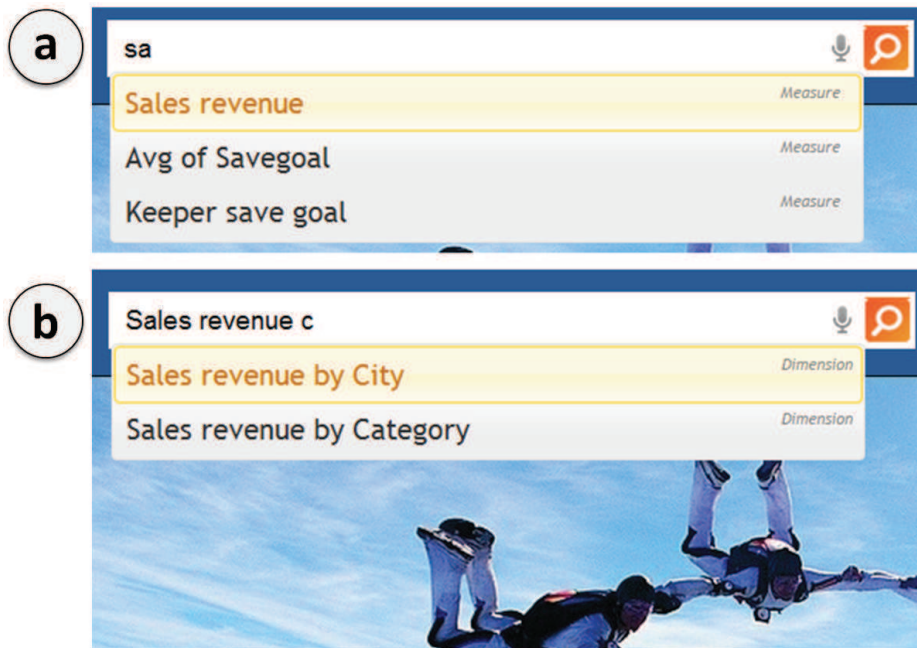 a
sa
Sales revenue Measure
Avg of Savegoal Measure
Keeper save goal Measure
b
Sales revenue c
Sales revenue by City Dimension
Sales revenue by Category Dimension